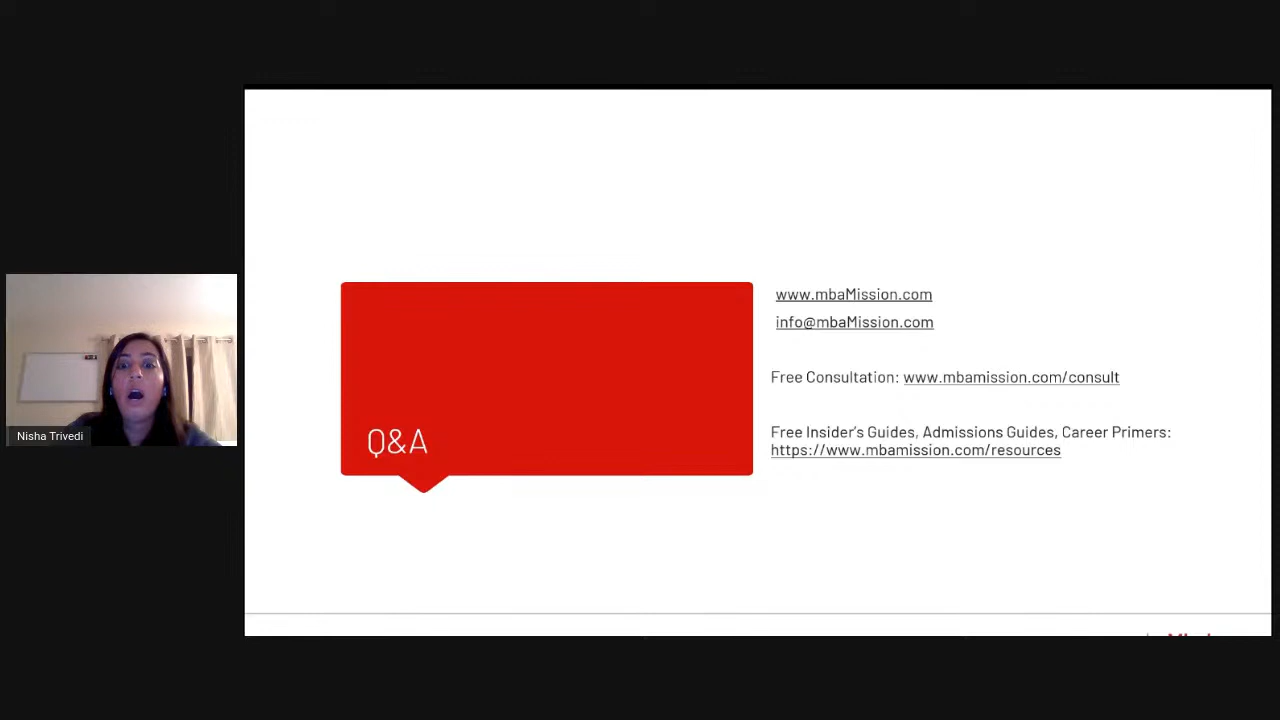 www.mbaMission.com
info@mbaMission.com
Free Consultation: www.mbamission.com/consult
Free Insider's Guides, Admissions Guides, Career Primers:
https://www.mbamission.com/resources
Q&A
Nisha Trivedi